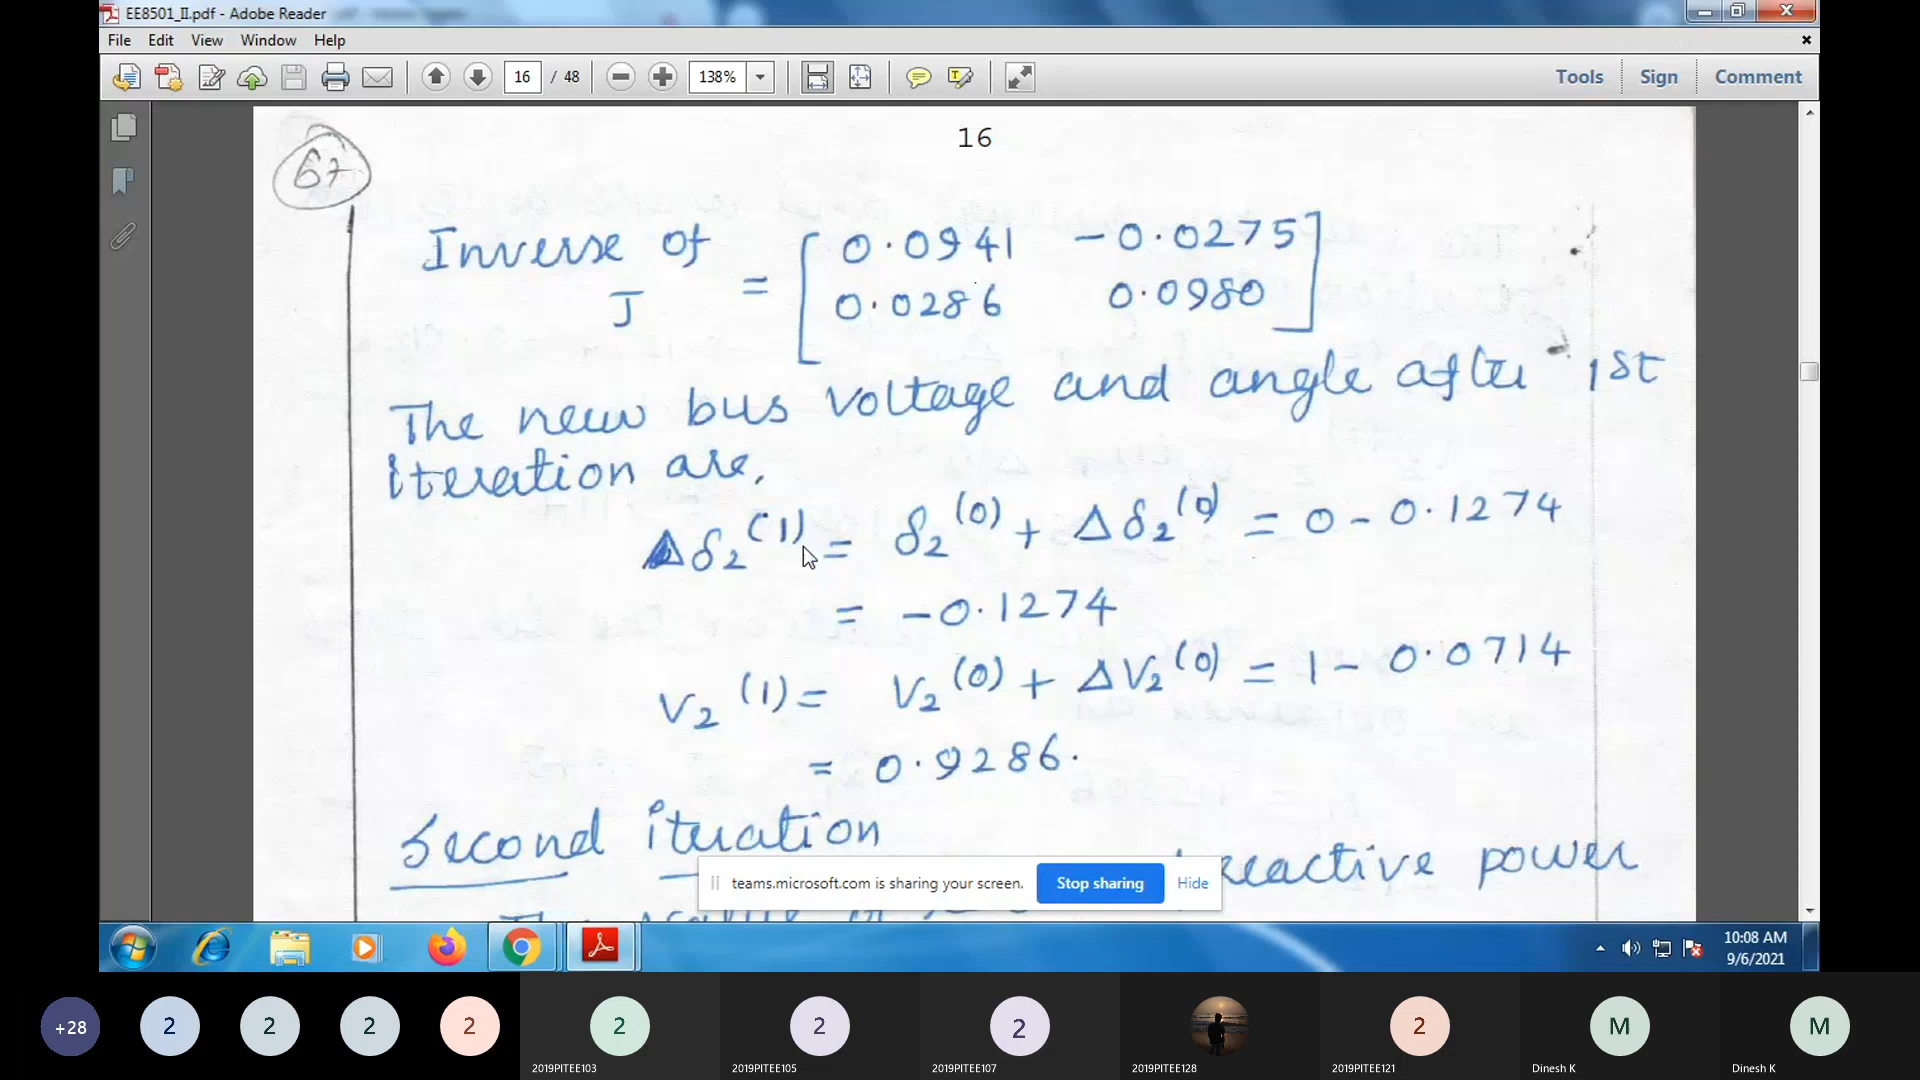 EE8501_II.pdf - Adobe Reader
File Edit View Window Help
16 / 48 138% Tools Sign Comment
16
67
Inverse of J = [ 0.0941 -0.0275
0.0286 0.0980 ]
The new bus voltage and angle after 1st
iteration are,
Δδ₂⁽¹⁾ = δ₂⁽⁰⁾ + Δδ₂⁽⁰⁾ = 0 - 0.1274
= -0.1274
V₂⁽¹⁾ = V₂⁽⁰⁾ + ΔV₂⁽⁰⁾ = 1 - 0.0714
= 0.9286.
Second iteration
reactive power
teams.microsoft.com is sharing your screen. Stop sharing Hide
10:08 AM
9/6/2021
+28 2 2 2 2 2 2 2 2 M M
2019PITEE103 2019PITEE105 2019PITEE107 2019PITEE128 2019PITEE121 Dinesh K Dinesh K